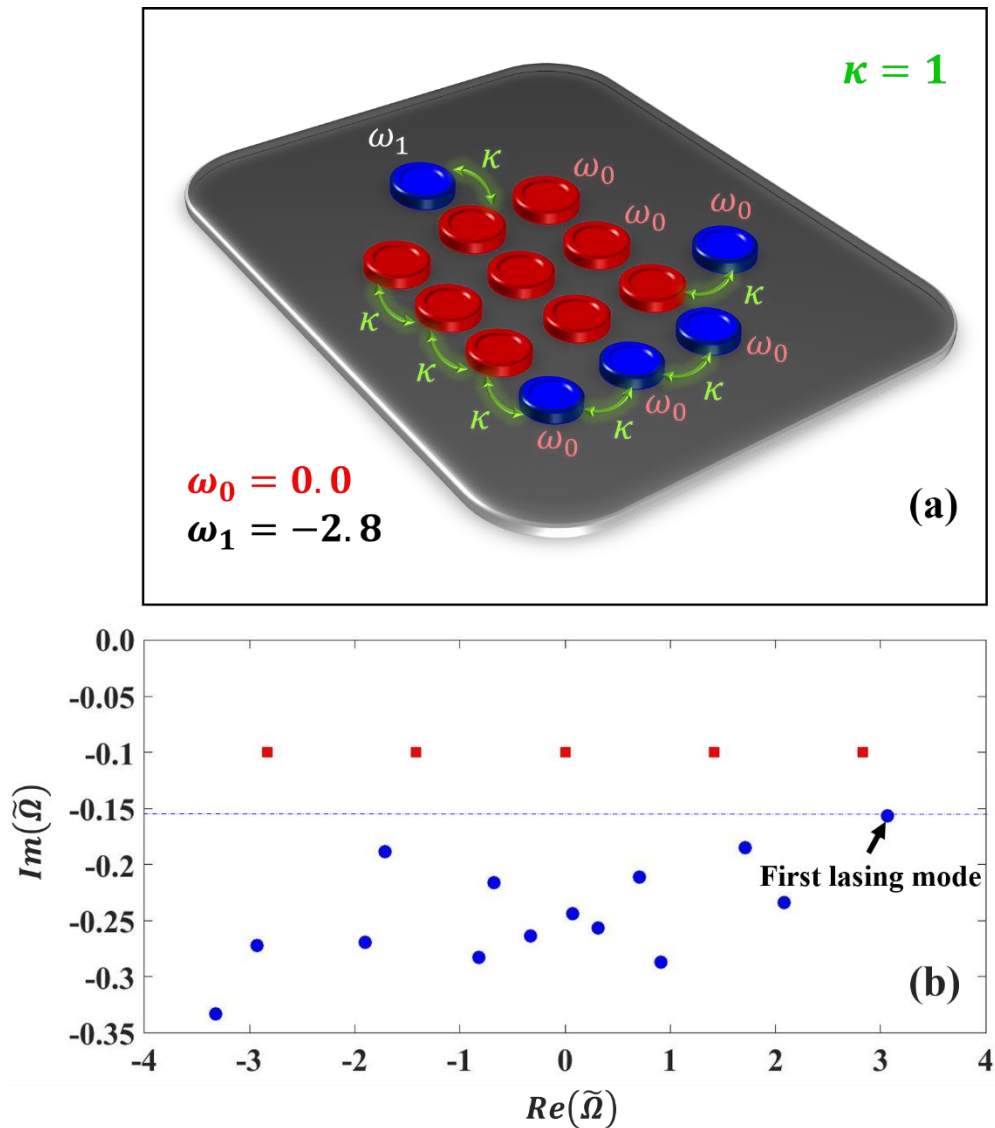 κ = 1
ω₁
κ
ω₀
ω₀
ω₀
κ
κ
ω₀
κ
κ
κ
ω₀
κ
ω₀
ω₀ = 0.0
ω₁ = −2.8
(a)
0.0
-0.05
-0.1
-0.15
-0.2
-0.25
-0.3
-0.35
Im(Ω̃)
First lasing mode
(b)
-4 -3 -2 -1 0 1 2 3 4
Re(Ω̃)